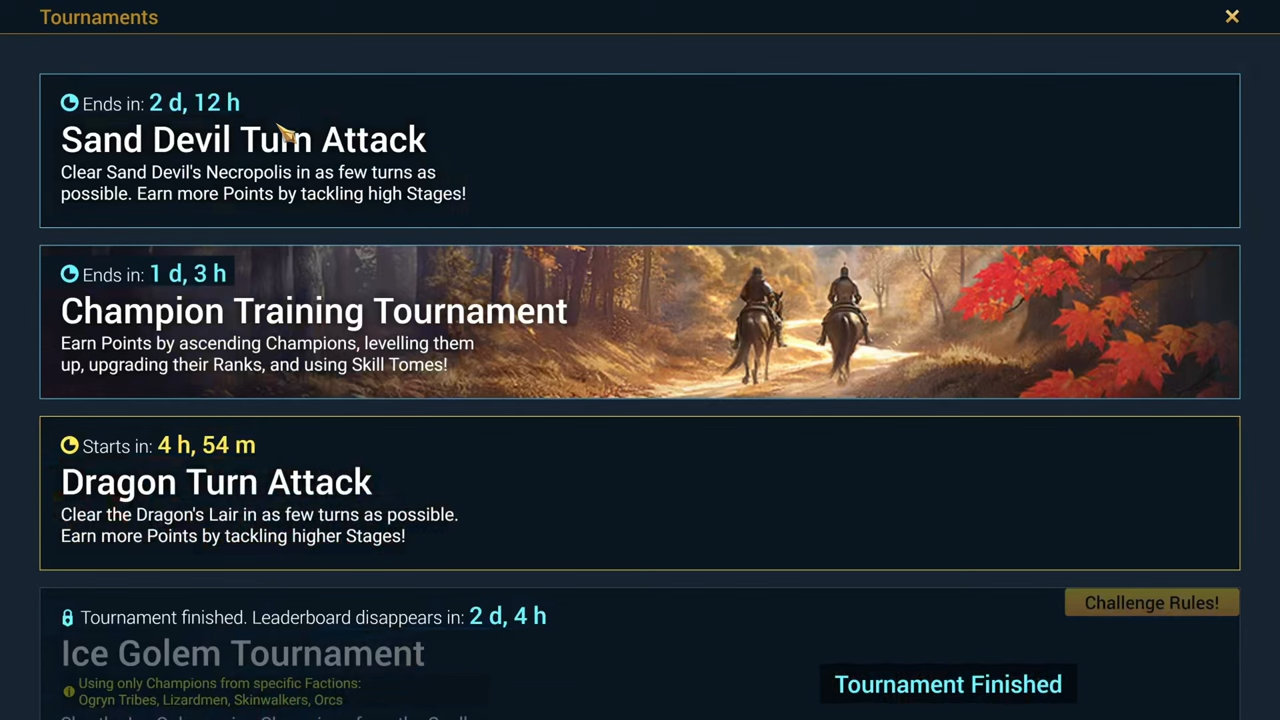 Tournaments
Ends in: 2 d, 12 h
Sand Devil Turn Attack
Clear Sand Devil's Necropolis in as few turns as
possible. Earn more Points by tackling high Stages!
Ends in: 1 d, 3 h
Champion Training Tournament
Earn Points by ascending Champions, levelling them
up, upgrading their Ranks, and using Skill Tomes!
Starts in: 4 h, 54 m
Dragon Turn Attack
Clear the Dragon's Lair in as few turns as possible.
Earn more Points by tackling higher Stages!
Challenge Rules!
Tournament finished. Leaderboard disappears in: 2 d, 4 h
Ice Golem Tournament
Using only Champions from specific Factions:
Ogryn Tribes, Lizardmen, Skinwalkers, Orcs
Tournament Finished